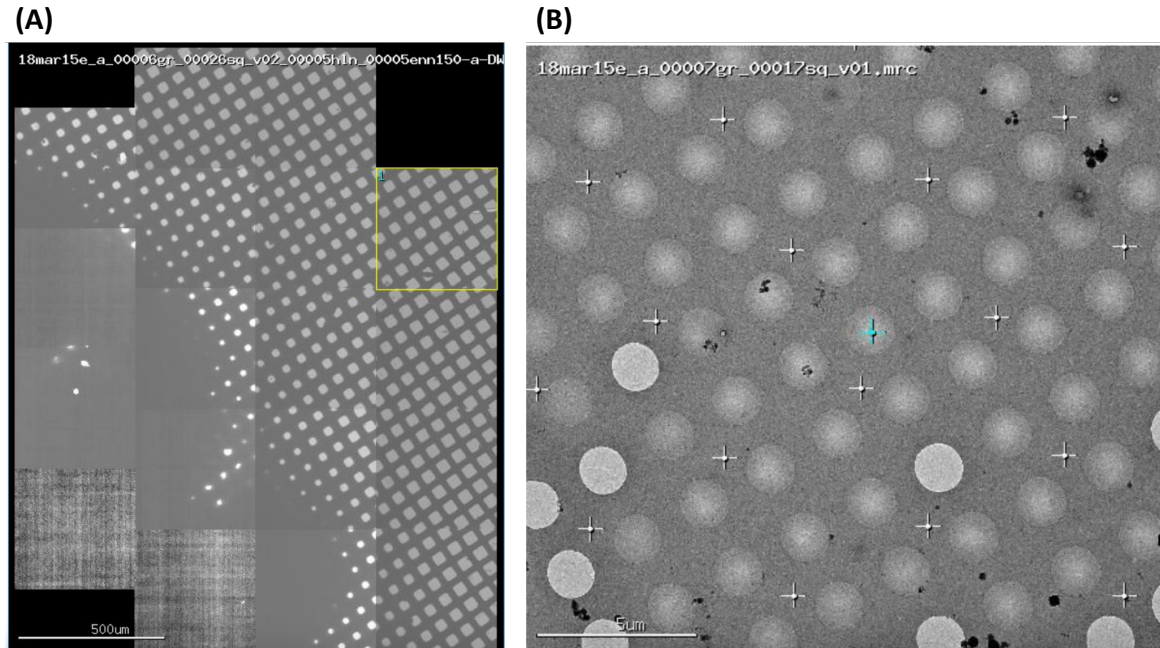 (A)
(B)
18mar15e_a_00006gr_00026sq_v02_00005hln_00005enn150-a-DW
18mar15e_a_00007gr_00017sq_v01.mrc
1
500um
5um